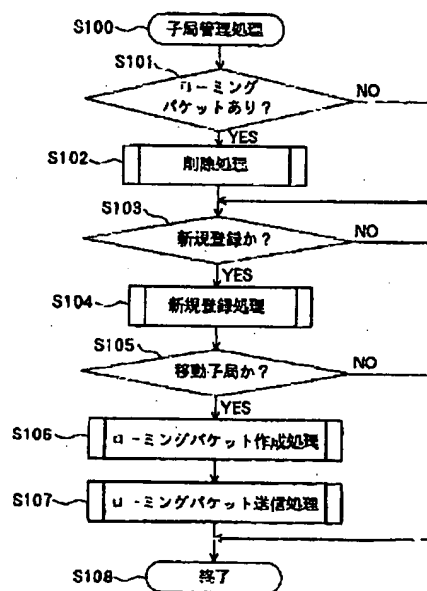 S100 子局管理処理
S101
ローミング
パケットあり?
NO
YES
S102 削除処理
S103
新規登録か?
NO
YES
S104 新規登録処理
S105
移動子局か?
NO
YES
S106 ローミングパケット作成処理
S107 ローミングパケット送信処理
S108 終了